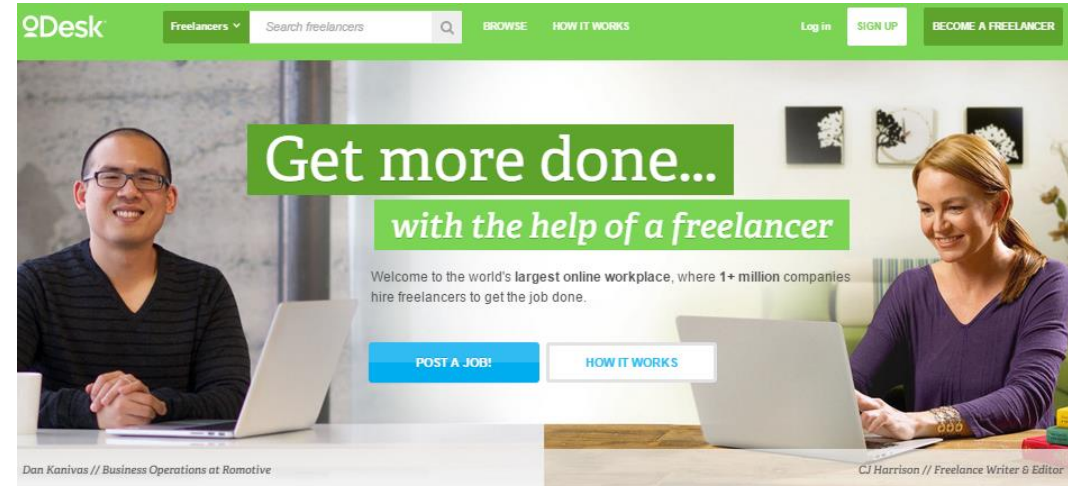 oDesk
Freelancers
Search freelancers
BROWSE
HOW IT WORKS
Log in
SIGN UP
BECOME A FREELANCER
Get more done...
with the help of a freelancer
Welcome to the world's largest online workplace, where 1+ million companies
hire freelancers to get the job done.
POST A JOB!
HOW IT WORKS
Dan Kanivas // Business Operations at Romotive
CJ Harrison // Freelance Writer & Editor